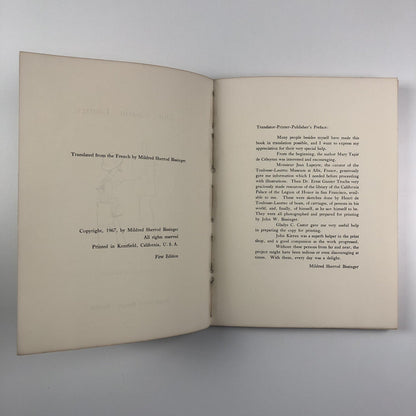 Translated from the French by Mildred Sherrod Bissinger
Copyright, 1967, by Mildred Sherrod Bissinger
All rights reserved
Printed in Kentfield, California, U. S. A.
First Edition
Translator-Printer-Publisher's Preface:
Many people besides myself have made this
book in translation possible, and I want to express my
appreciation for their very special help.
From the beginning, the author Mary Tapié
de Céleyran was interested and encouraging.
Monsieur Jean Lapeyre, the curator of the
Toulouse-Lautrec Museum in Albi, France, generously
gave me information which I needed before proceeding
with illustrations. Then Dr. Ernst Gunter Troche very
graciously made resources of the library of the California
Palace of the Legion of Honor in San Francisco, avail-
able to me. These were sketches done by Henri de
Toulouse-Lautrec of horses, of carriages, of persons in his
world, and, finally, of himself, as he saw himself to be.
They were all photographed and prepared for printing
by John W. Bissinger.
Gladys C. Castor gave me very useful help
in preparing the copy for printing.
John Kirwan was a superb helper in the print
shop, and a good companion as the work progressed.
Without these persons from far and near, the
project might have been tedious or even discouraging at
times. With them, every day was a delight.
Mildred Sherrod Bissinger